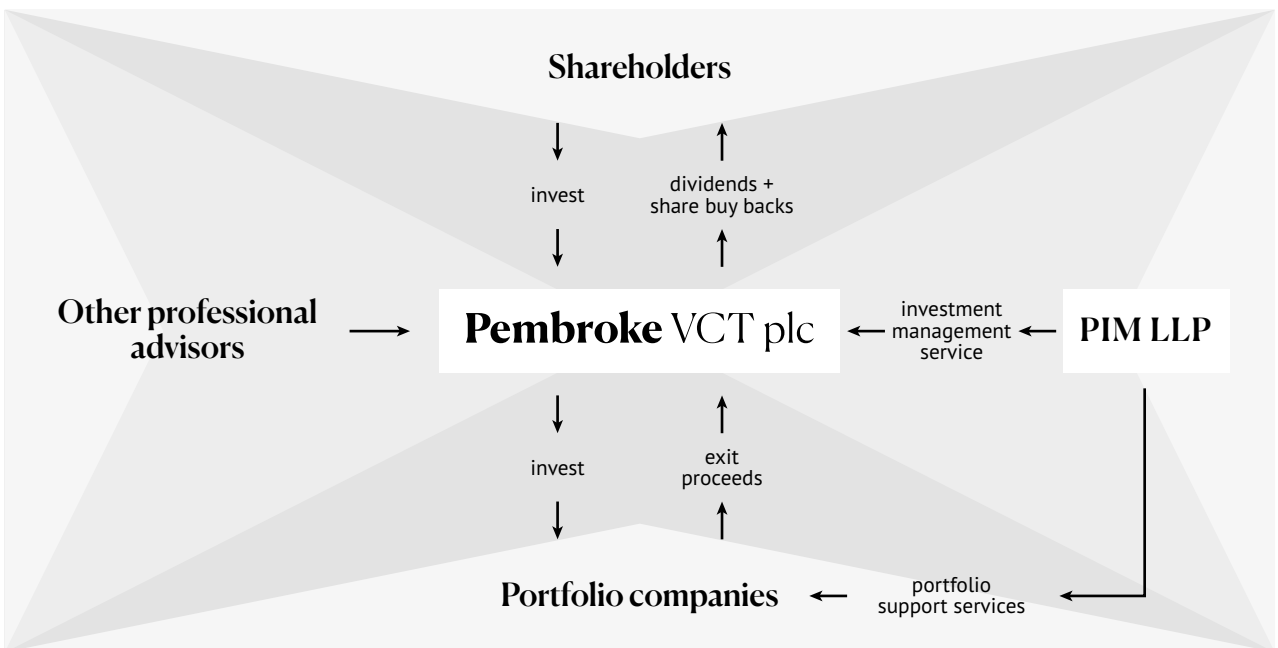 Shareholders
invest
dividends +
share buy backs
Other professional
advisors
Pembroke VCT plc
investment
management
service
PIM LLP
invest
exit
proceeds
Portfolio companies
portfolio
support services